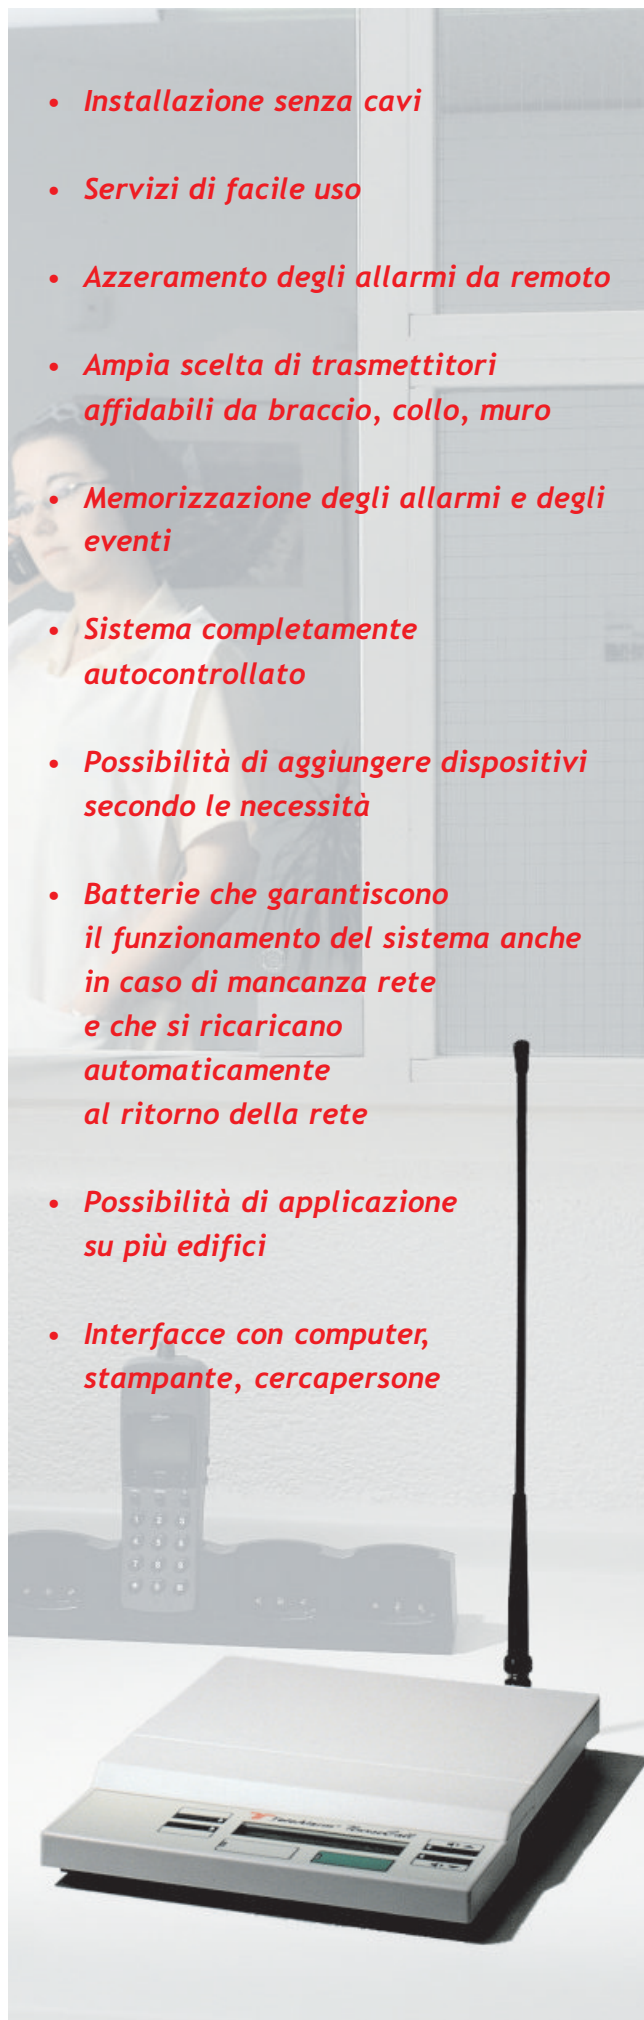 • Installazione senza cavi
• Servizi di facile uso
• Azzeramento degli allarmi da remoto
• Ampia scelta di trasmettitori
affidabili da braccio, collo, muro
• Memorizzazione degli allarmi e degli
eventi
• Sistema completamente
autocontrollato
• Possibilità di aggiungere dispositivi
secondo le necessità
• Batterie che garantiscono
il funzionamento del sistema anche
in caso di mancanza rete
e che si ricaricano
automaticamente
al ritorno della rete
• Possibilità di applicazione
su più edifici
• Interfacce con computer,
stampante, cercapersone
TeleAlarm NurseCall